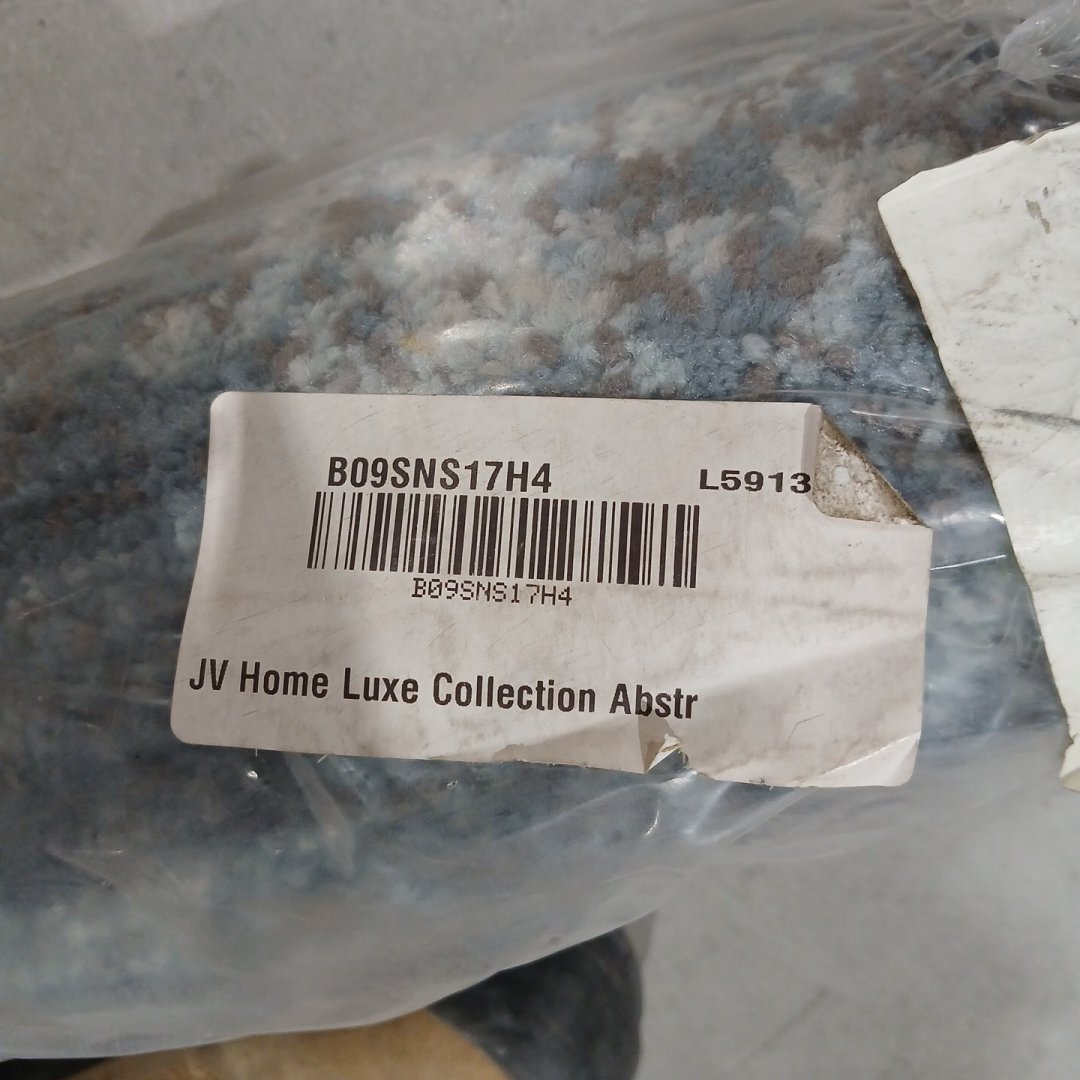 B09SNS17H4 L5913
B09SNS17H4
JV Home Luxe Collection Abstr